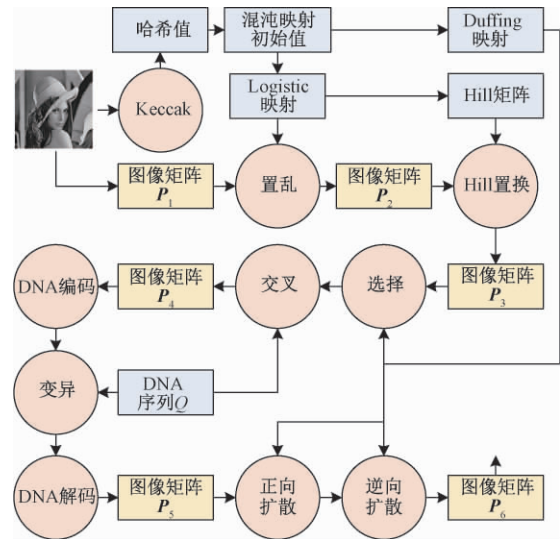 哈希值
混沌映射
初始值
Duffing
映射
Keccak
Logistic
映射
Hill矩阵
图像矩阵
P₁
置乱
图像矩阵
P₂
Hill置换
DNA编码
图像矩阵
P₄
交叉
选择
图像矩阵
P₃
变异
DNA
序列Q
DNA解码
图像矩阵
P₅
正向
扩散
逆向
扩散
图像矩阵
P₆